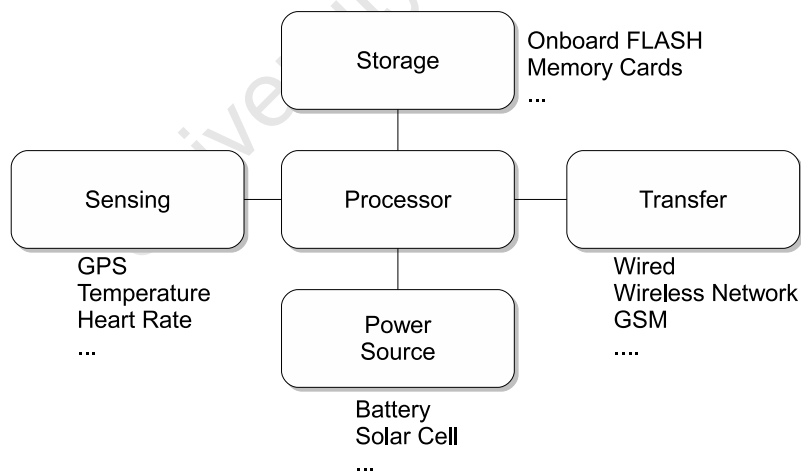 Storage
Onboard FLASH
Memory Cards
...
Sensing
Processor
Transfer
GPS
Temperature
Heart Rate
...
Wired
Wireless Network
GSM
....
Power
Source
Battery
Solar Cell
...